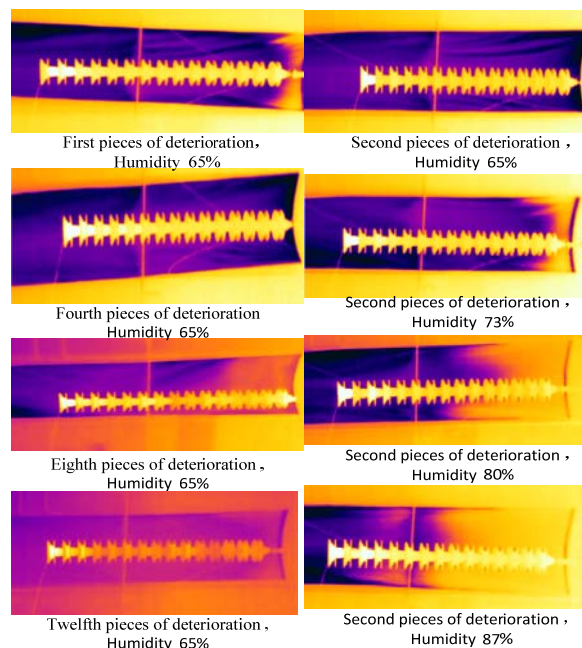 First pieces of deterioration，
Humidity 65%
Second pieces of deterioration，
Humidity 65%
Fourth pieces of deterioration
Humidity 65%
Second pieces of deterioration，
Humidity 73%
Eighth pieces of deterioration，
Humidity 65%
Second pieces of deterioration，
Humidity 80%
Twelfth pieces of deterioration，
Humidity 65%
Second pieces of deterioration，
Humidity 87%